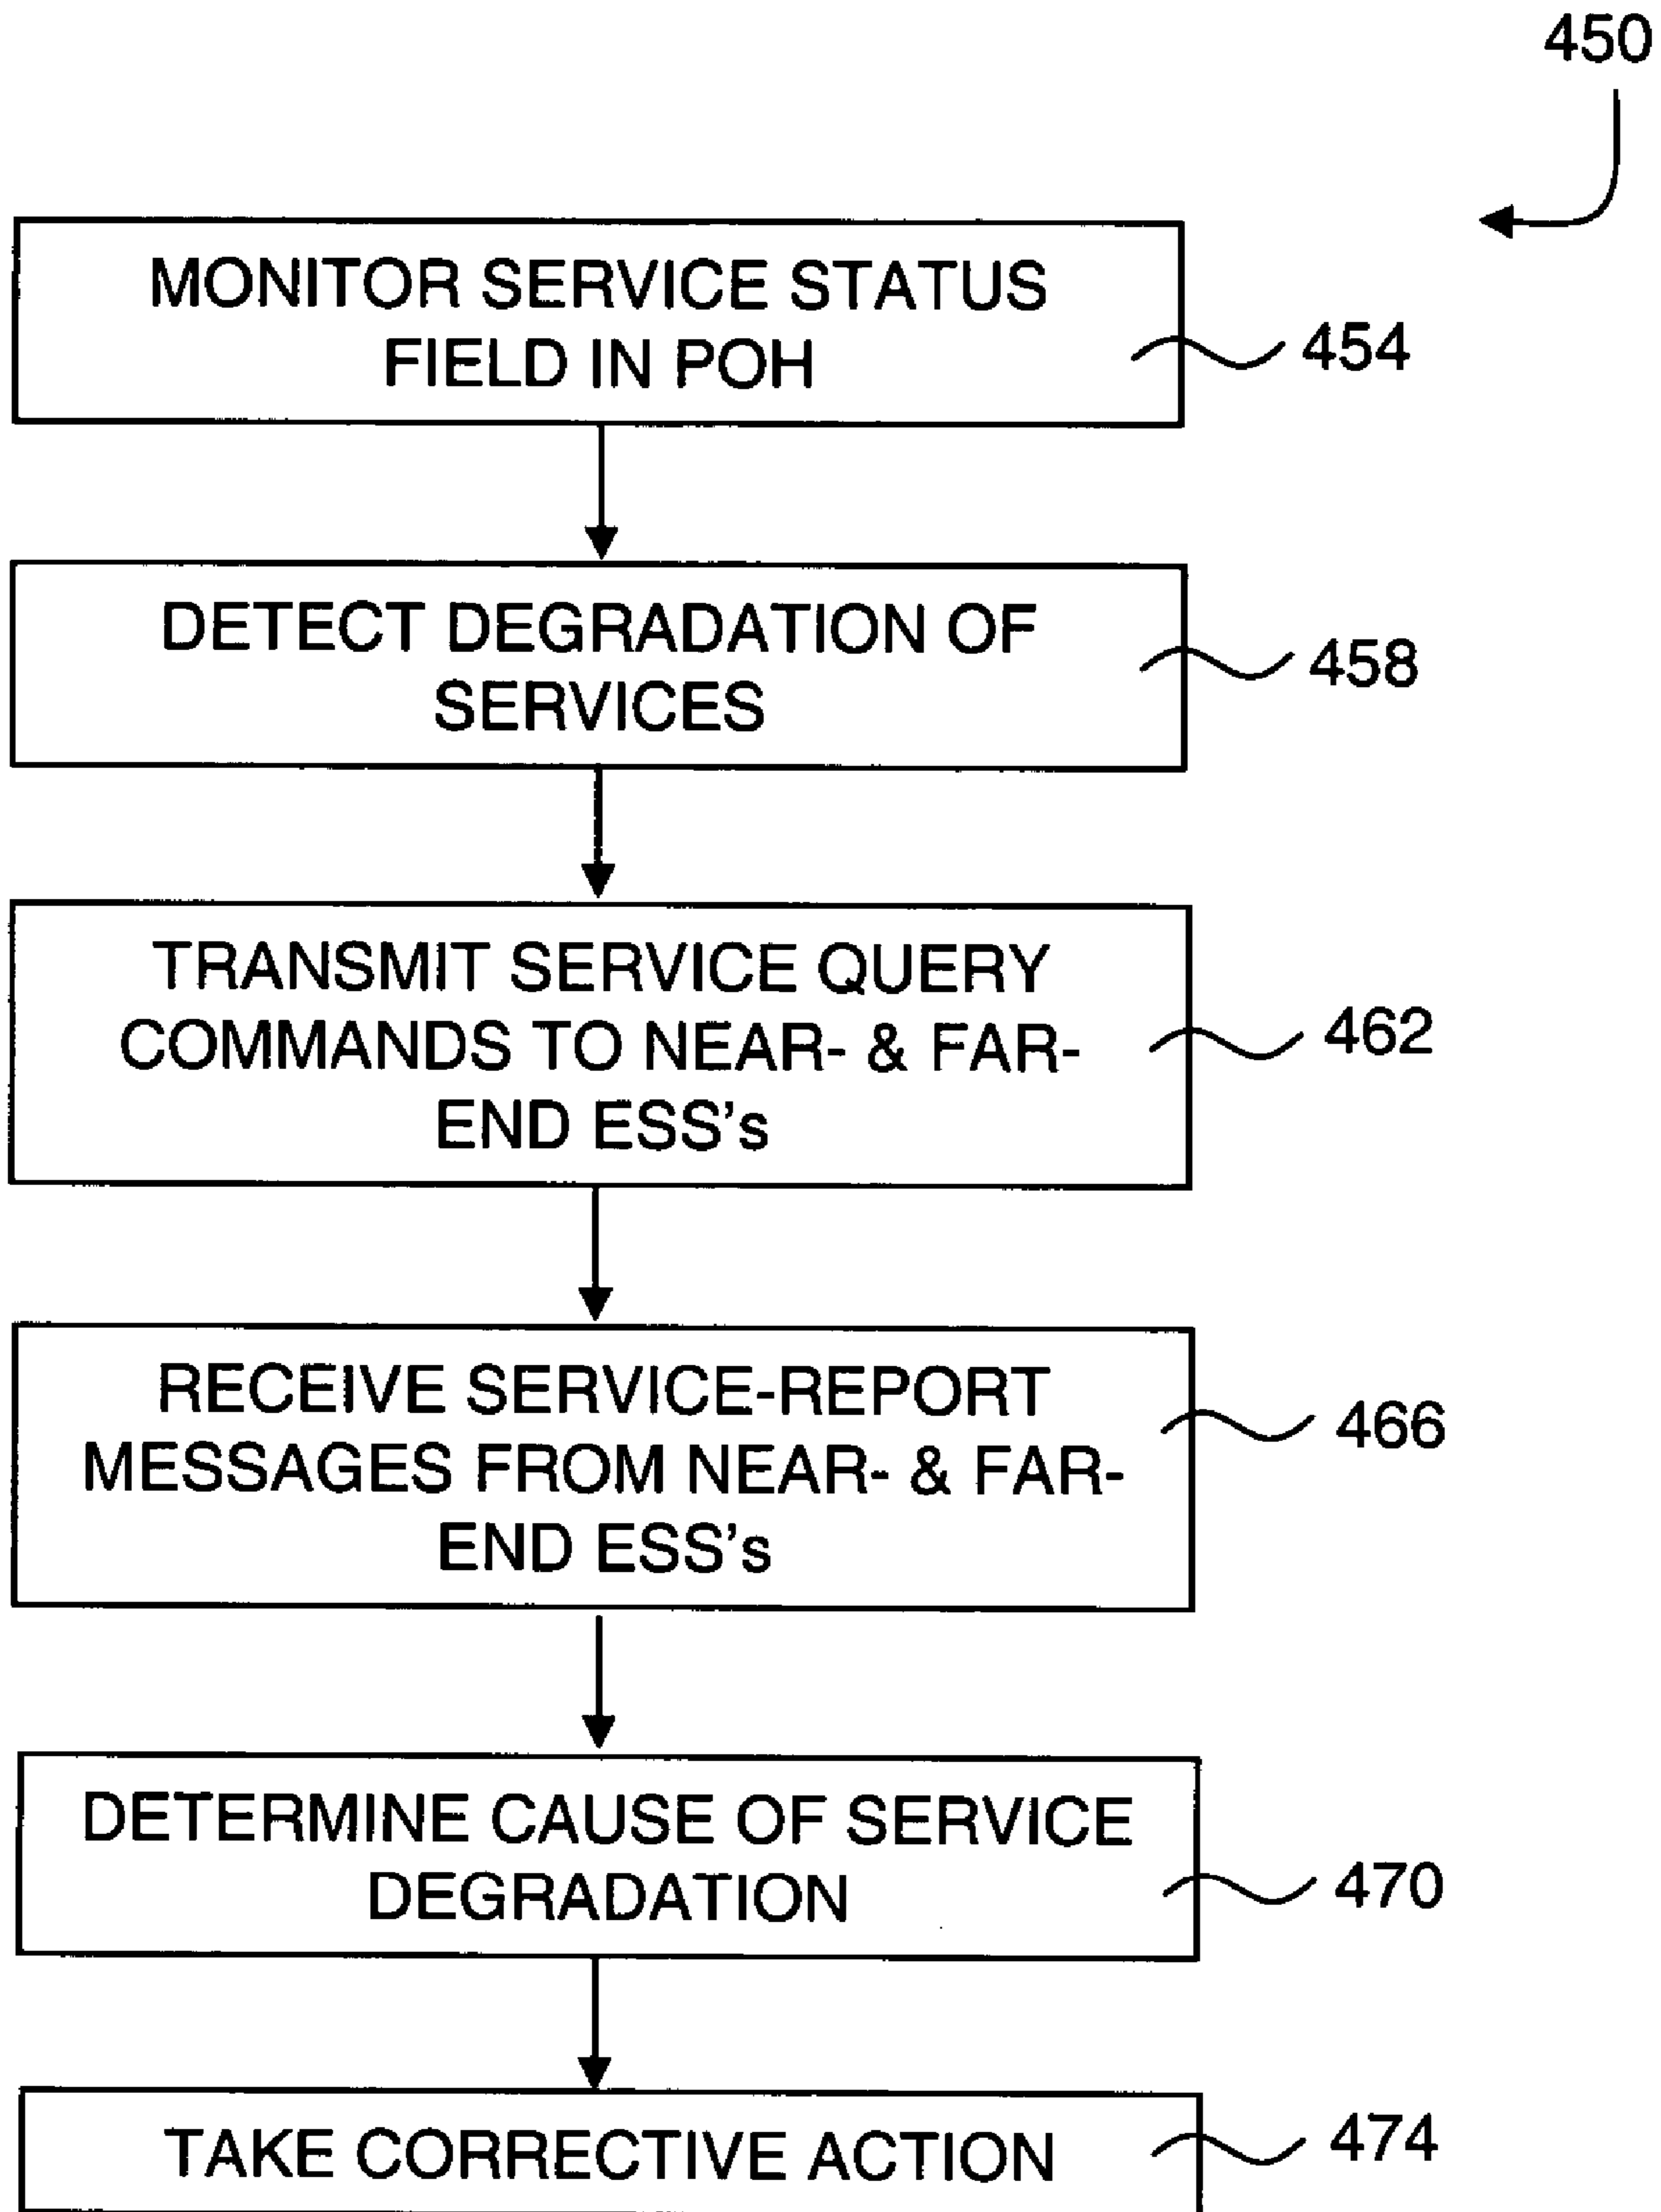 450
MONITOR SERVICE STATUS
FIELD IN POH
454
DETECT DEGRADATION OF
SERVICES
458
TRANSMIT SERVICE QUERY
COMMANDS TO NEAR- & FAR-
END ESS's
462
RECEIVE SERVICE-REPORT
MESSAGES FROM NEAR- & FAR-
END ESS's
466
DETERMINE CAUSE OF SERVICE
DEGRADATION
470
TAKE CORRECTIVE ACTION
474